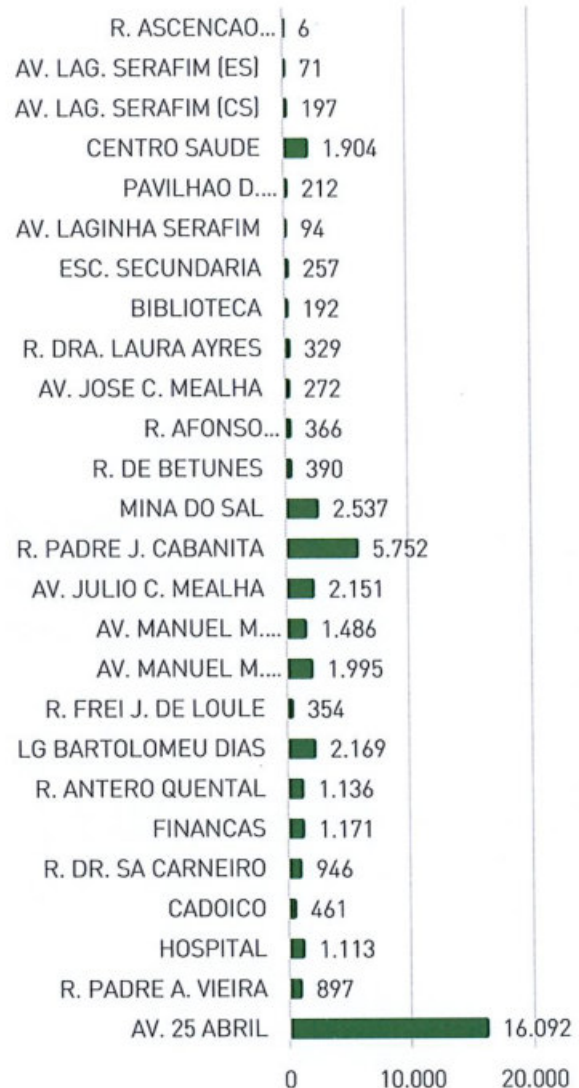 R. ASCENCAO... 6
AV. LAG. SERAFIM (ES) 71
AV. LAG. SERAFIM (CS) 197
CENTRO SAUDE 1.904
PAVILHAO D.... 212
AV. LAGINHA SERAFIM 94
ESC. SECUNDARIA 257
BIBLIOTECA 192
R. DRA. LAURA AYRES 329
AV. JOSE C. MEALHA 272
R. AFONSO... 366
R. DE BETUNES 390
MINA DO SAL 2.537
R. PADRE J. CABANITA 5.752
AV. JULIO C. MEALHA 2.151
AV. MANUEL M.... 1.486
AV. MANUEL M.... 1.995
R. FREI J. DE LOULE 354
LG BARTOLOMEU DIAS 2.169
R. ANTERO QUENTAL 1.136
FINANCAS 1.171
R. DR. SA CARNEIRO 946
CADOICO 461
HOSPITAL 1.113
R. PADRE A. VIEIRA 897
AV. 25 ABRIL 16.092
0 10.000 20.000